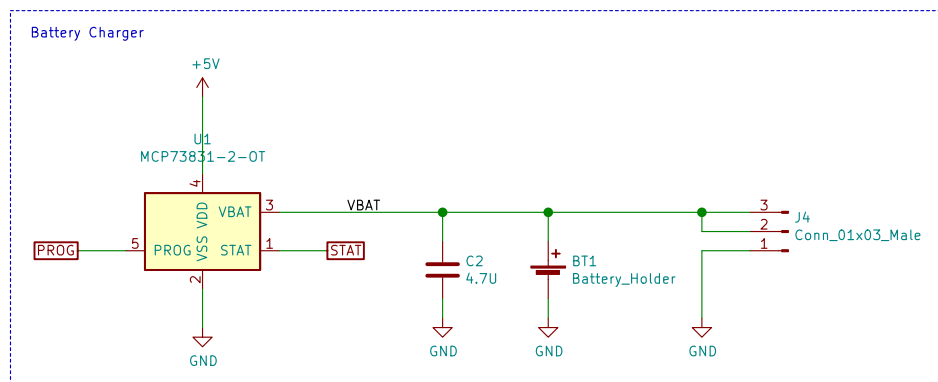 Battery Charger
+5V
U1
MCP73831-2-OT
4
VDD
VBAT
3
VBAT
PROG
5
PROG
VSS
STAT
1
STAT
2
GND
C2
4.7U
GND
BT1
Battery_Holder
GND
3
2
1
J4
Conn_01x03_Male
GND